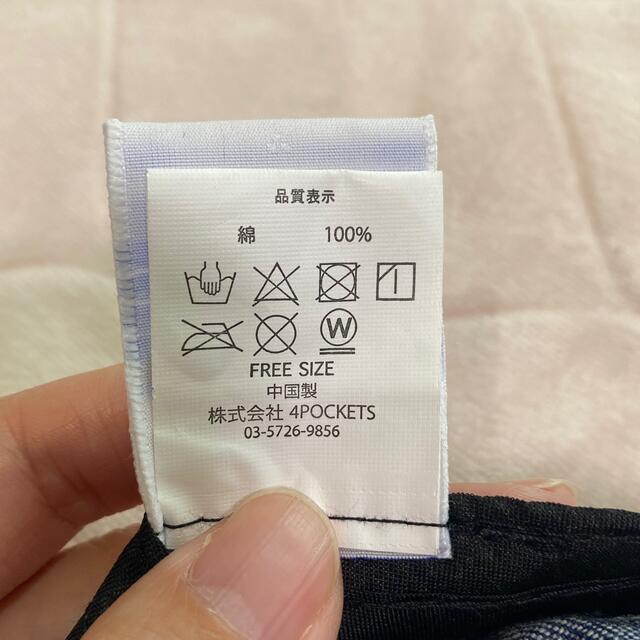 品質表示
綿 100%
W
FREE SIZE
中国製
株式会社 4POCKETS
03-5726-9856